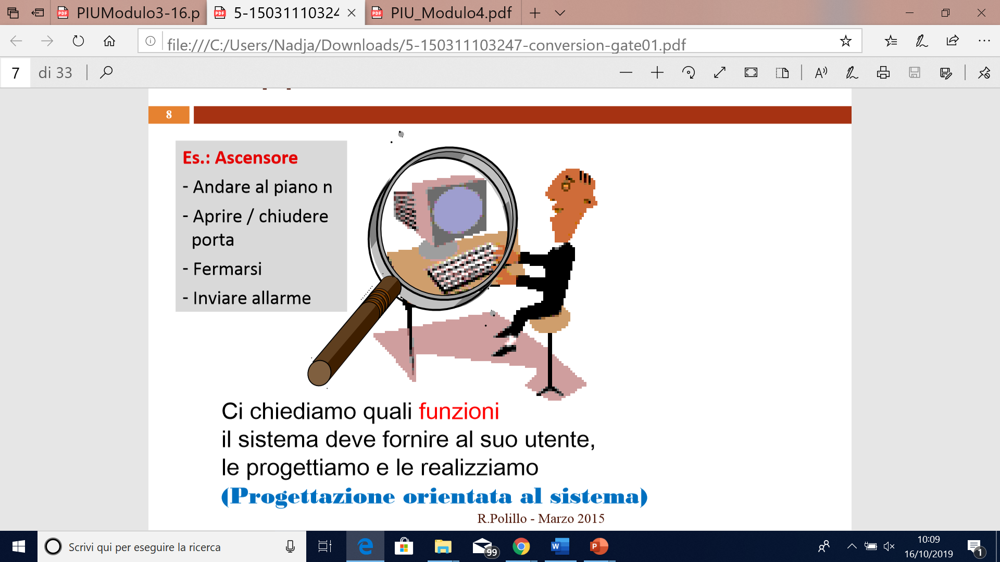 PIUModulo3-16.p
5-15031110324
PIU_Modulo4.pdf
file:///C:/Users/Nadja/Downloads/5-150311103247-conversion-gate01.pdf
7 di 33
8
Es.: Ascensore
- Andare al piano n
- Aprire / chiudere
porta
- Fermarsi
- Inviare allarme
Ci chiediamo quali funzioni
il sistema deve fornire al suo utente,
le progettiamo e le realizziamo
(Progettazione orientata al sistema)
R.Polillo - Marzo 2015
Scrivi qui per eseguire la ricerca
99
10:09
16/10/2019
1